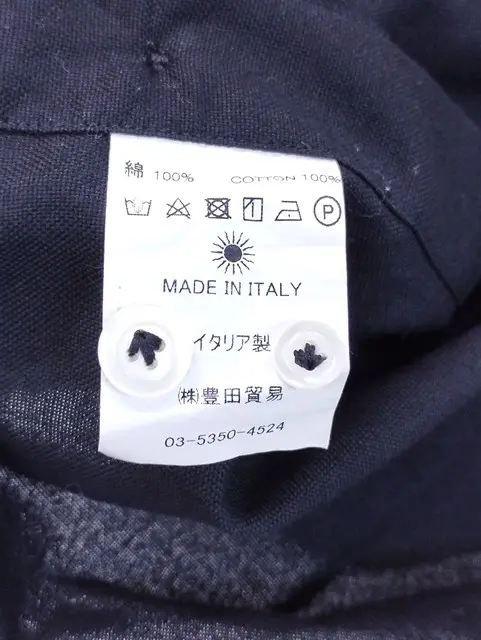 綿 100% COTTON 100%
P
MADE IN ITALY
イタリア製
㈱豊田貿易
03-5350-4524